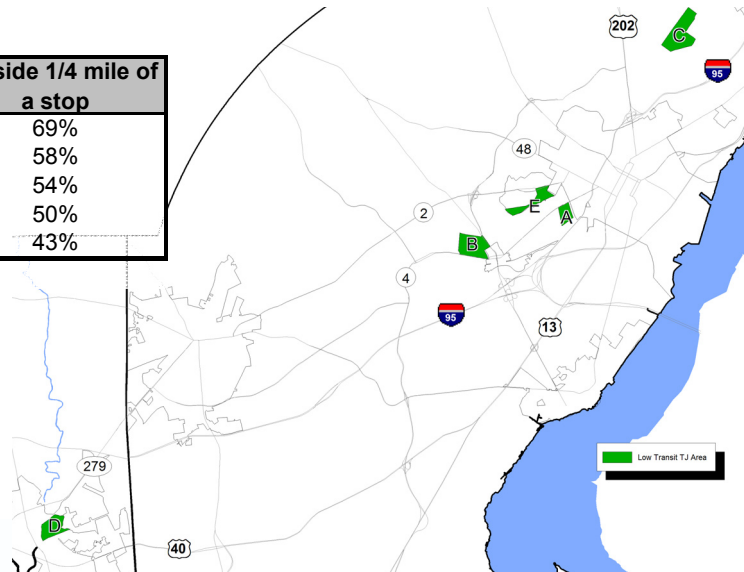 side 1/4 mile of
a stop
69%
58%
54%
50%
43%
202
C
95
48
E
A
2
B
4
95
13
Low Transit TJ Area
279
D
40